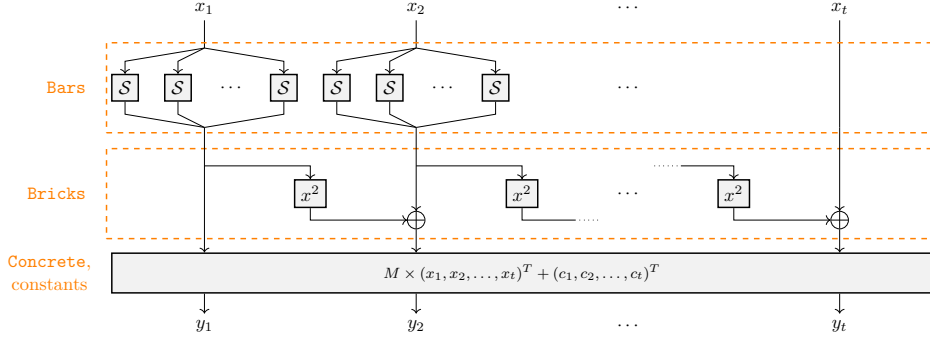 x₁ x₂ ⋯ xₜ
Bars
S S ⋯ S S S ⋯ S ⋯
Bricks
x² x² ⋯ x²
Concrete,
constants
M × (x₁, x₂, …, xₜ)ᵀ + (c₁, c₂, …, cₜ)ᵀ
y₁ y₂ ⋯ yₜ